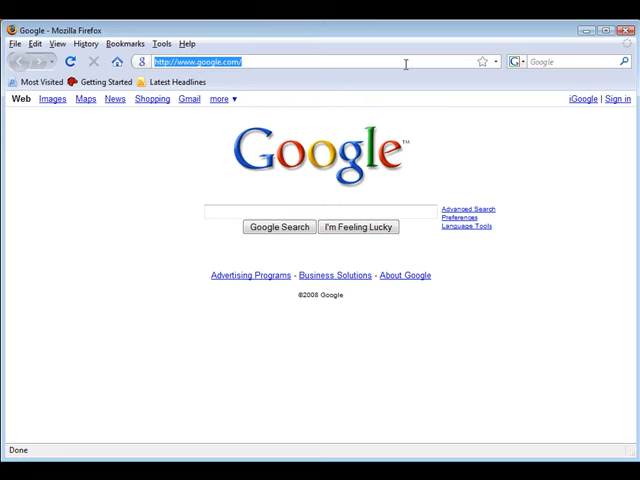 Google - Mozilla Firefox
File Edit View History Bookmarks Tools Help
http://www.google.com/ Google
Most Visited Getting Started Latest Headlines
Web Images Maps News Shopping Gmail more ▼ iGoogle | Sign in
Google™
Advanced Search
Preferences
Language Tools
Google Search I'm Feeling Lucky
Advertising Programs - Business Solutions - About Google
©2008 Google
Done